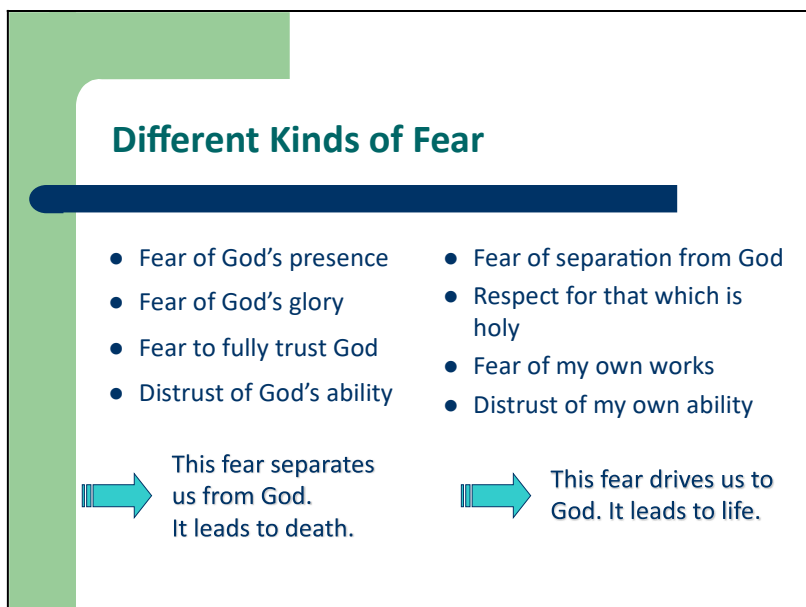 Different Kinds of Fear
● Fear of God’s presence
● Fear of God’s glory
● Fear to fully trust God
● Distrust of God’s ability
This fear separates
us from God.
It leads to death.
● Fear of separation from God
● Respect for that which is
holy
● Fear of my own works
● Distrust of my own ability
This fear drives us to
God. It leads to life.